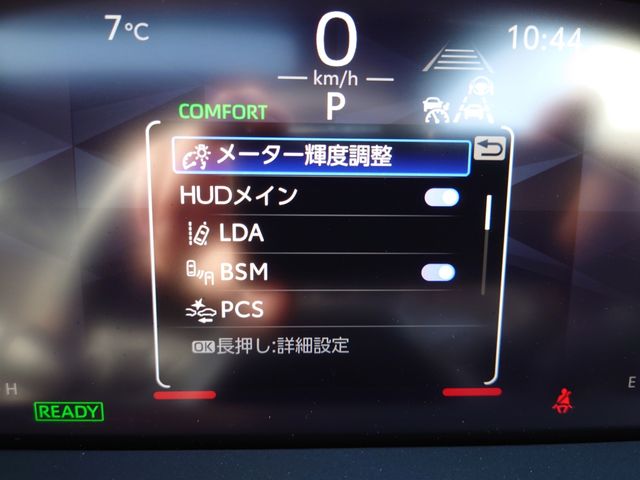 7°C
0
10:44
km/h
P
COMFORT
メーター輝度調整
HUDメイン
LDA
BSM
PCS
OK長押し:詳細設定
H
E
READY